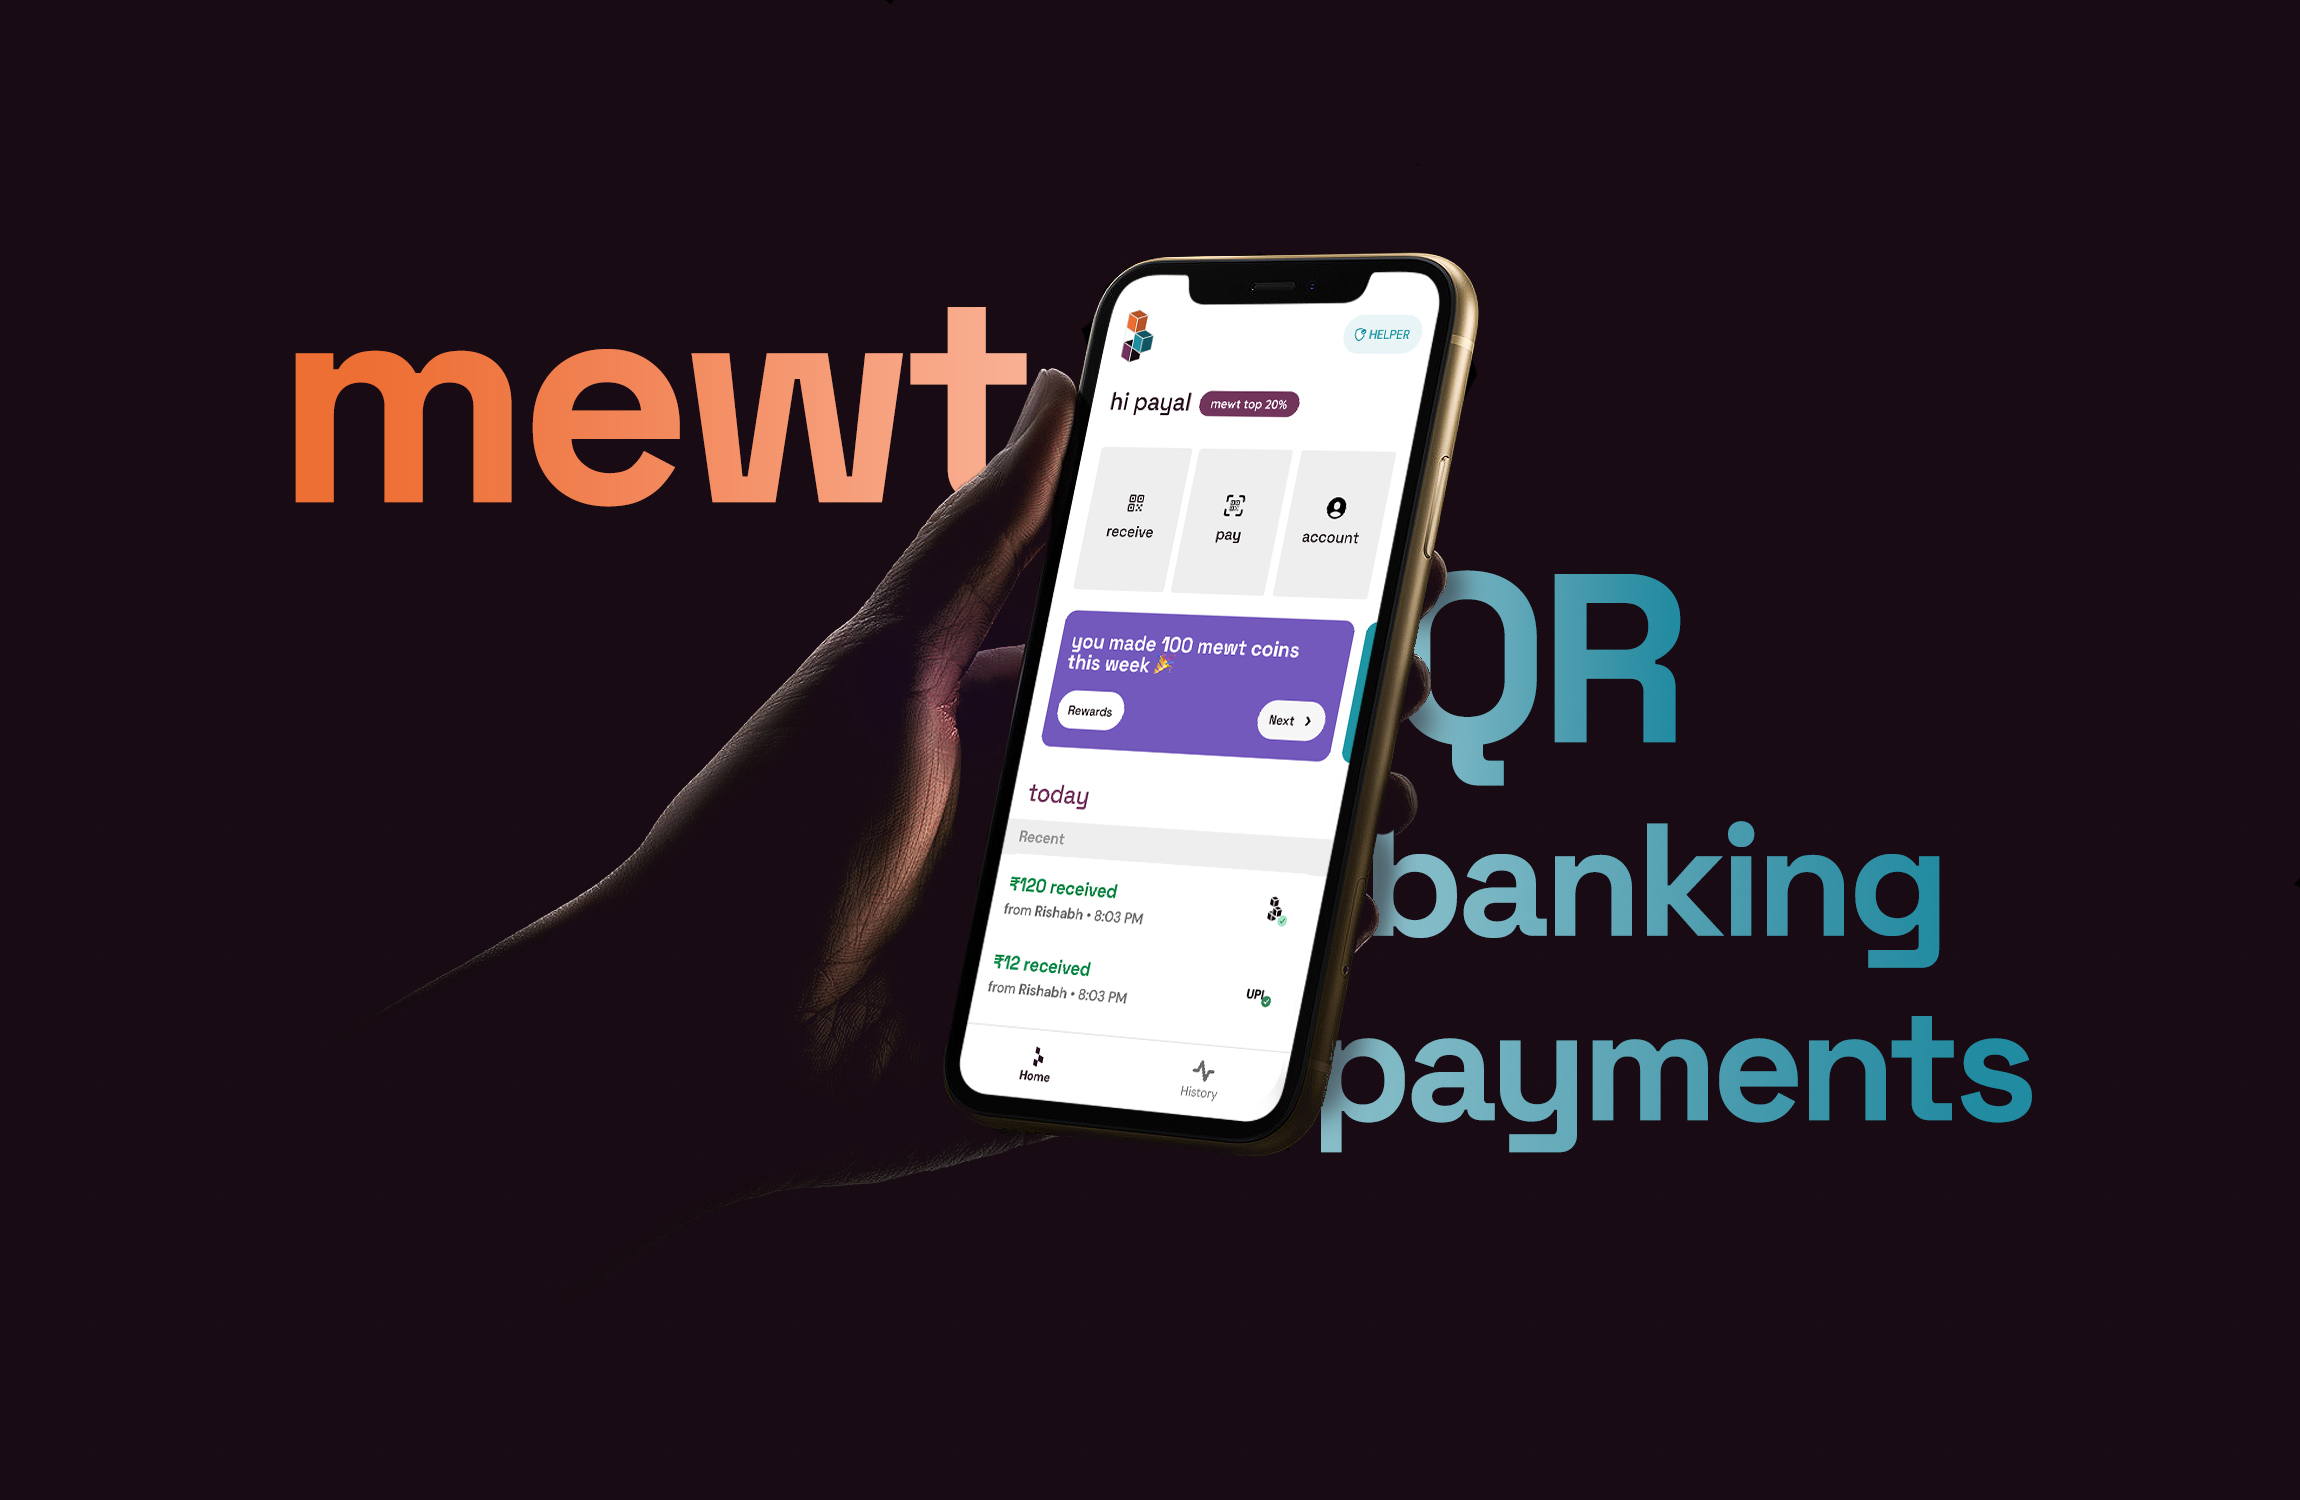 mewt
HELPER
hi payal
mewt top 20%
receive
pay
account
you made 100 mewt coins
this week 🎉
Rewards
Next
today
Recent
₹120 received
from Rishabh • 8:03 PM
₹12 received
from Rishabh • 8:03 PM
UPI
Home
History
QR
banking
payments